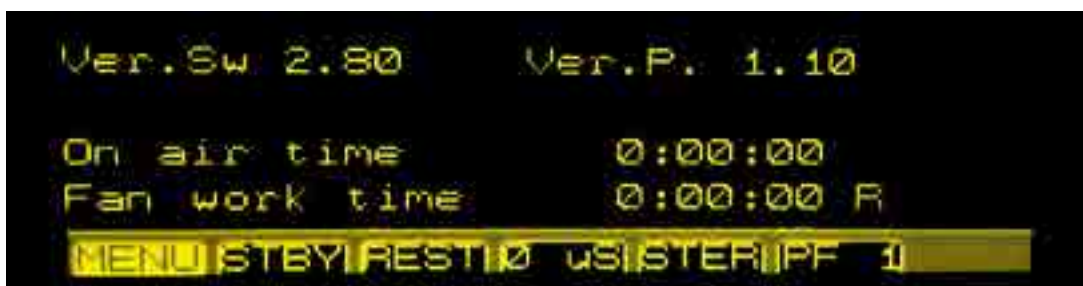 Ver.Sw 2.80 Ver.P. 1.10
On air time 0:00:00
Fan work time 0:00:00 R
MENU STBY REST 0 uS STER PF 1